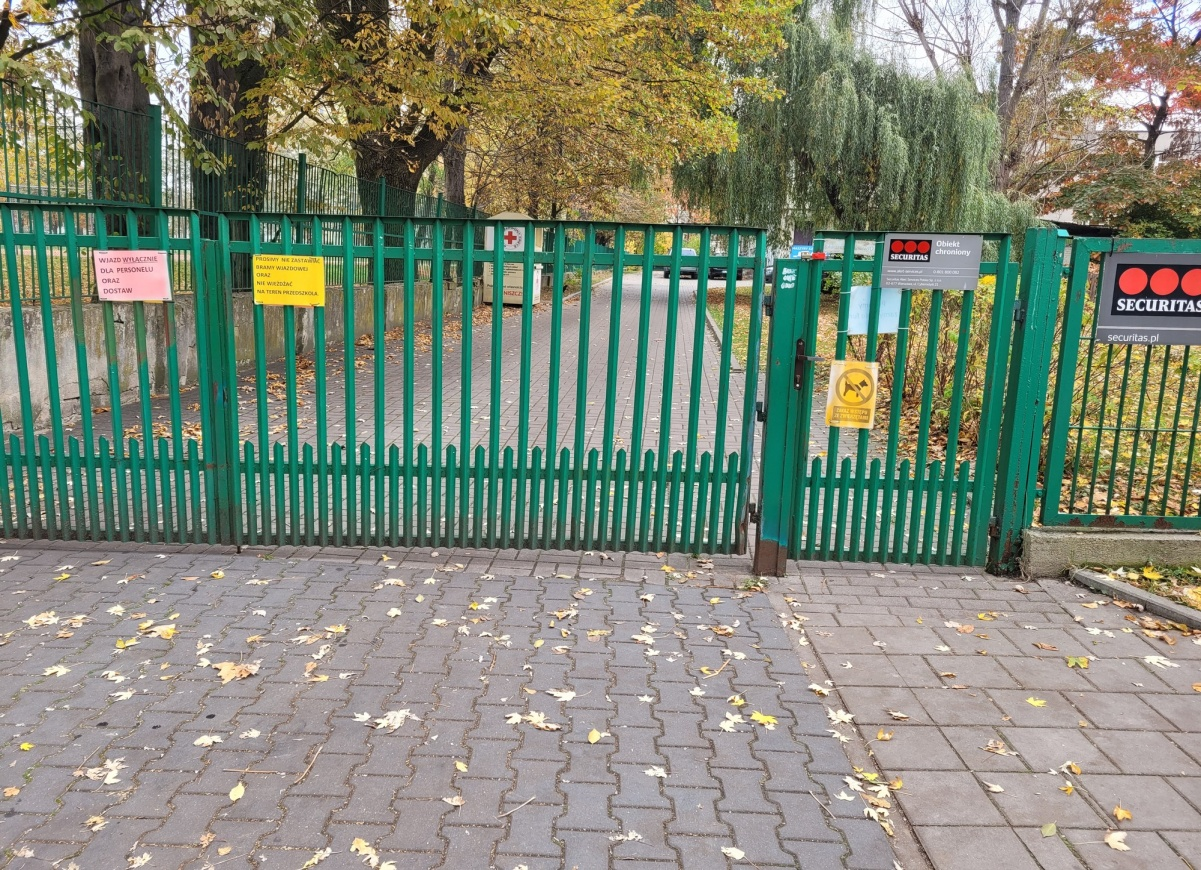 WJAZD WYŁĄCZNIE
DLA PERSONELU
ORAZ
DOSTAW
PROSIMY NIE ZASTAWIAĆ
BRAMY WJAZDOWEJ
ORAZ
NIE WJEŻDŻAĆ
NA TEREN PRZEDSZKOLA
SECURITAS
Obiekt
chroniony
SECURITAS
securitas.pl